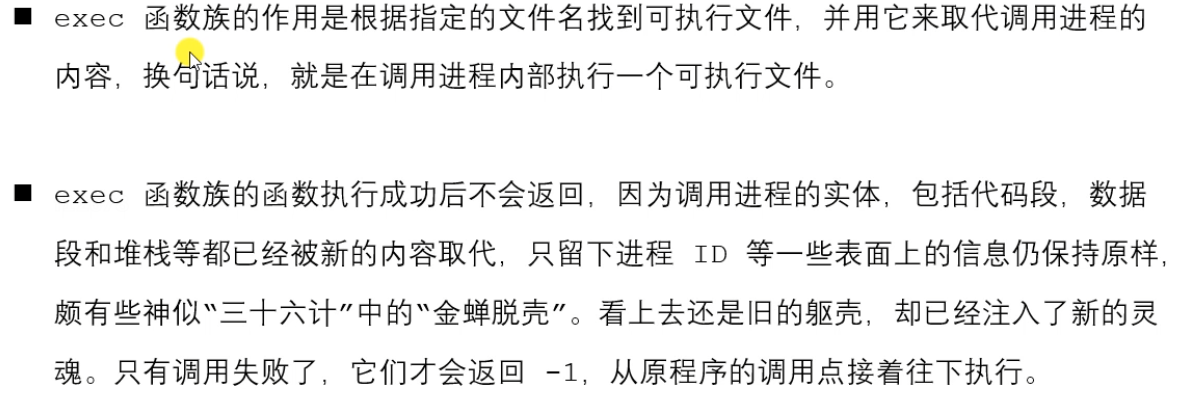 ■ exec 函数族的作用是根据指定的文件名找到可执行文件，并用它来取代调用进程的
内容，换句话说，就是在调用进程内部执行一个可执行文件。
■ exec 函数族的函数执行成功后不会返回，因为调用进程的实体，包括代码段，数据
段和堆栈等都已经被新的内容取代，只留下进程 ID 等一些表面上的信息仍保持原样，
颇有些神似“三十六计”中的“金蝉脱壳”。看上去还是旧的躯壳，却已经注入了新的灵
魂。只有调用失败了，它们才会返回 -1，从原程序的调用点接着往下执行。